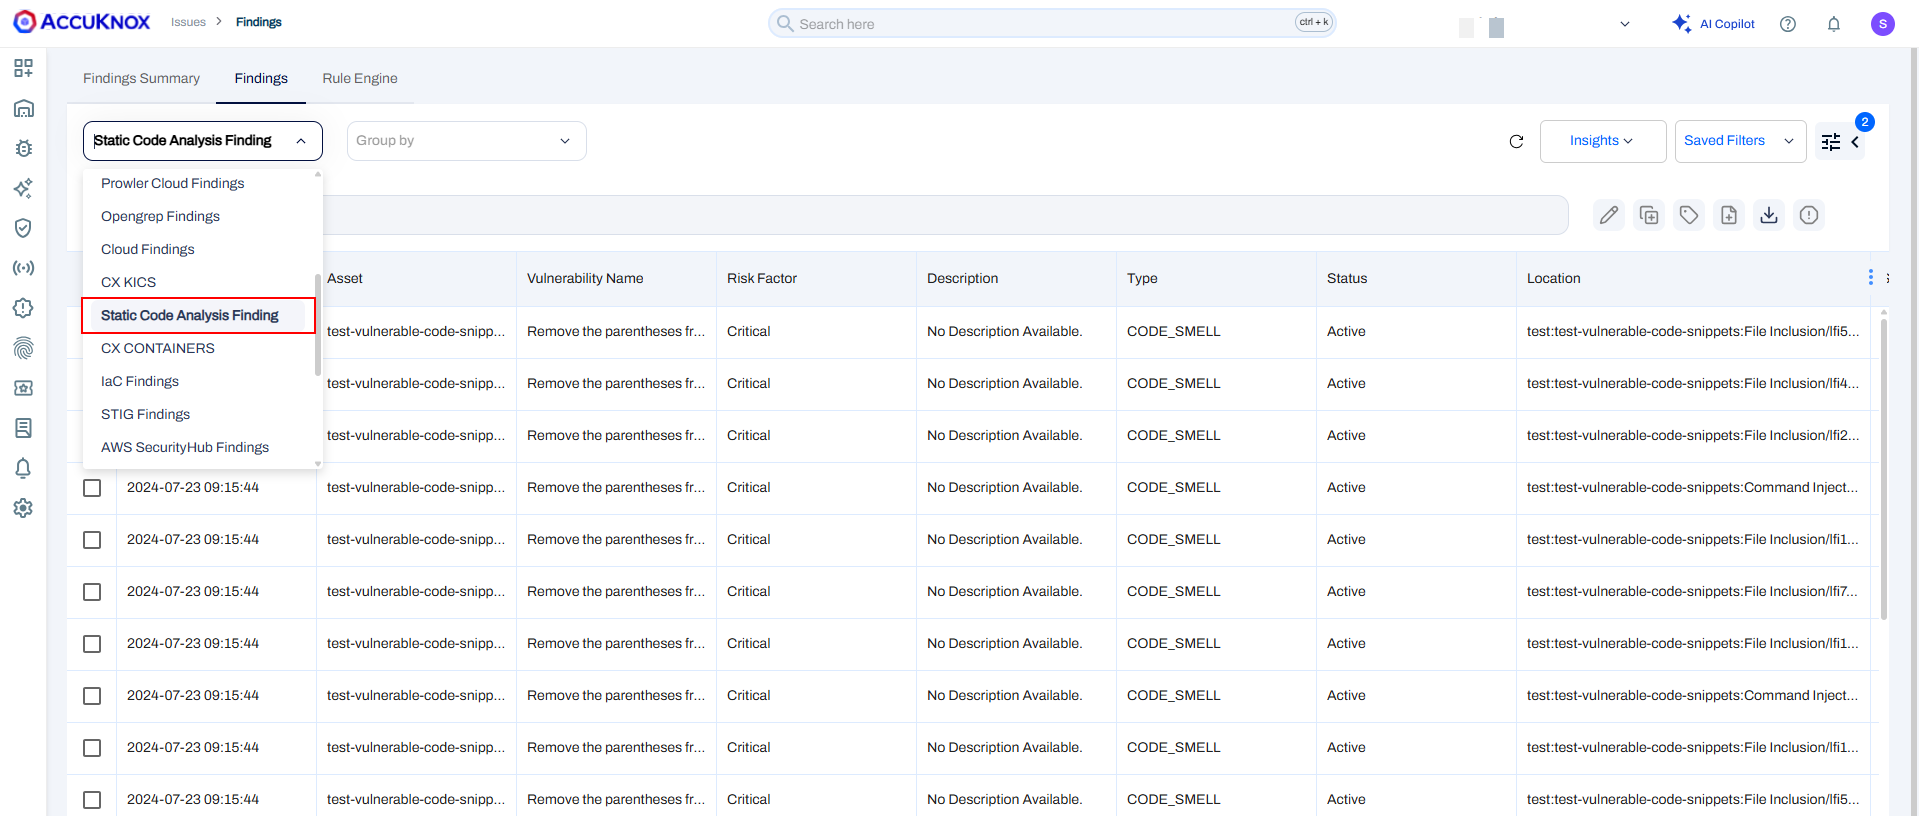 ACCUKNOX
Issues > Findings
Search here
ctrl + k
AI Copilot
S
Findings Summary
Findings
Rule Engine
Static Code Analysis Finding
Group by
Insights
Saved Filters
2
Prowler Cloud Findings
Opengrep Findings
Cloud Findings
CX KICS
Static Code Analysis Finding
CX CONTAINERS
IaC Findings
STIG Findings
AWS SecurityHub Findings
Asset Vulnerability Name Risk Factor Description Type Status Location
test-vulnerable-code-snipp... Remove the parentheses fr... Critical No Description Available. CODE_SMELL Active test:test-vulnerable-code-snippets:File Inclusion/lfi5...
test-vulnerable-code-snipp... Remove the parentheses fr... Critical No Description Available. CODE_SMELL Active test:test-vulnerable-code-snippets:File Inclusion/lfi4...
test-vulnerable-code-snipp... Remove the parentheses fr... Critical No Description Available. CODE_SMELL Active test:test-vulnerable-code-snippets:File Inclusion/lfi2...
2024-07-23 09:15:44 test-vulnerable-code-snipp... Remove the parentheses fr... Critical No Description Available. CODE_SMELL Active test:test-vulnerable-code-snippets:Command Inject...
2024-07-23 09:15:44 test-vulnerable-code-snipp... Remove the parentheses fr... Critical No Description Available. CODE_SMELL Active test:test-vulnerable-code-snippets:File Inclusion/lfi1...
2024-07-23 09:15:44 test-vulnerable-code-snipp... Remove the parentheses fr... Critical No Description Available. CODE_SMELL Active test:test-vulnerable-code-snippets:File Inclusion/lfi7...
2024-07-23 09:15:44 test-vulnerable-code-snipp... Remove the parentheses fr... Critical No Description Available. CODE_SMELL Active test:test-vulnerable-code-snippets:File Inclusion/lfi1...
2024-07-23 09:15:44 test-vulnerable-code-snipp... Remove the parentheses fr... Critical No Description Available. CODE_SMELL Active test:test-vulnerable-code-snippets:Command Inject...
2024-07-23 09:15:44 test-vulnerable-code-snipp... Remove the parentheses fr... Critical No Description Available. CODE_SMELL Active test:test-vulnerable-code-snippets:File Inclusion/lfi1...
2024-07-23 09:15:44 test-vulnerable-code-snipp... Remove the parentheses fr... Critical No Description Available. CODE_SMELL Active test:test-vulnerable-code-snippets:File Inclusion/lfi5...